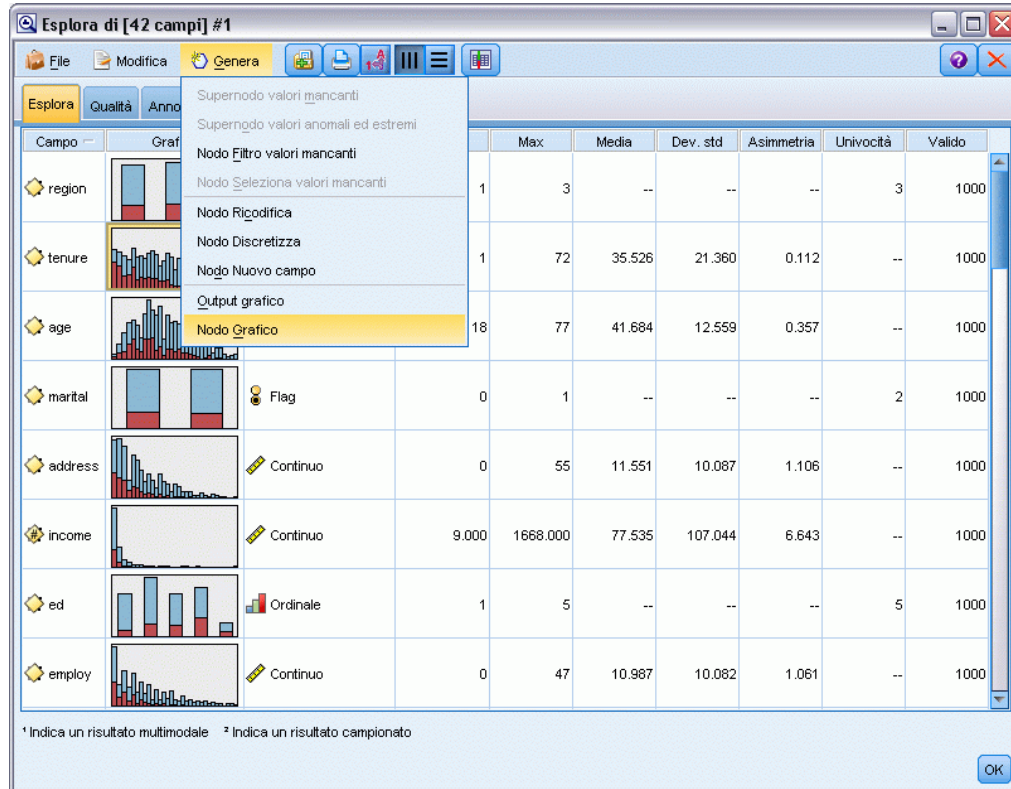 Esplora di [42 campi] #1
File Modifica Genera
Esplora Qualità Anno
Supernodo valori mancanti
Supernodo valori anomali ed estremi
Nodo Filtro valori mancanti
Nodo Seleziona valori mancanti
Nodo Ricodifica
Nodo Discretizza
Nodo Nuovo campo
Output grafico
Nodo Grafico
Campo Graf Max Media Dev. std Asimmetria Univocità Valido
region 1 3 -- -- -- 3 1000
tenure 1 72 35.526 21.360 0.112 -- 1000
age 18 77 41.684 12.559 0.357 -- 1000
marital Flag 0 1 -- -- -- 2 1000
address Continuo 0 55 11.551 10.087 1.106 -- 1000
income Continuo 9.000 1668.000 77.535 107.044 6.643 -- 1000
ed Ordinale 1 5 -- -- -- 5 1000
employ Continuo 0 47 10.987 10.082 1.061 -- 1000
¹ Indica un risultato multimodale ² Indica un risultato campionato
OK